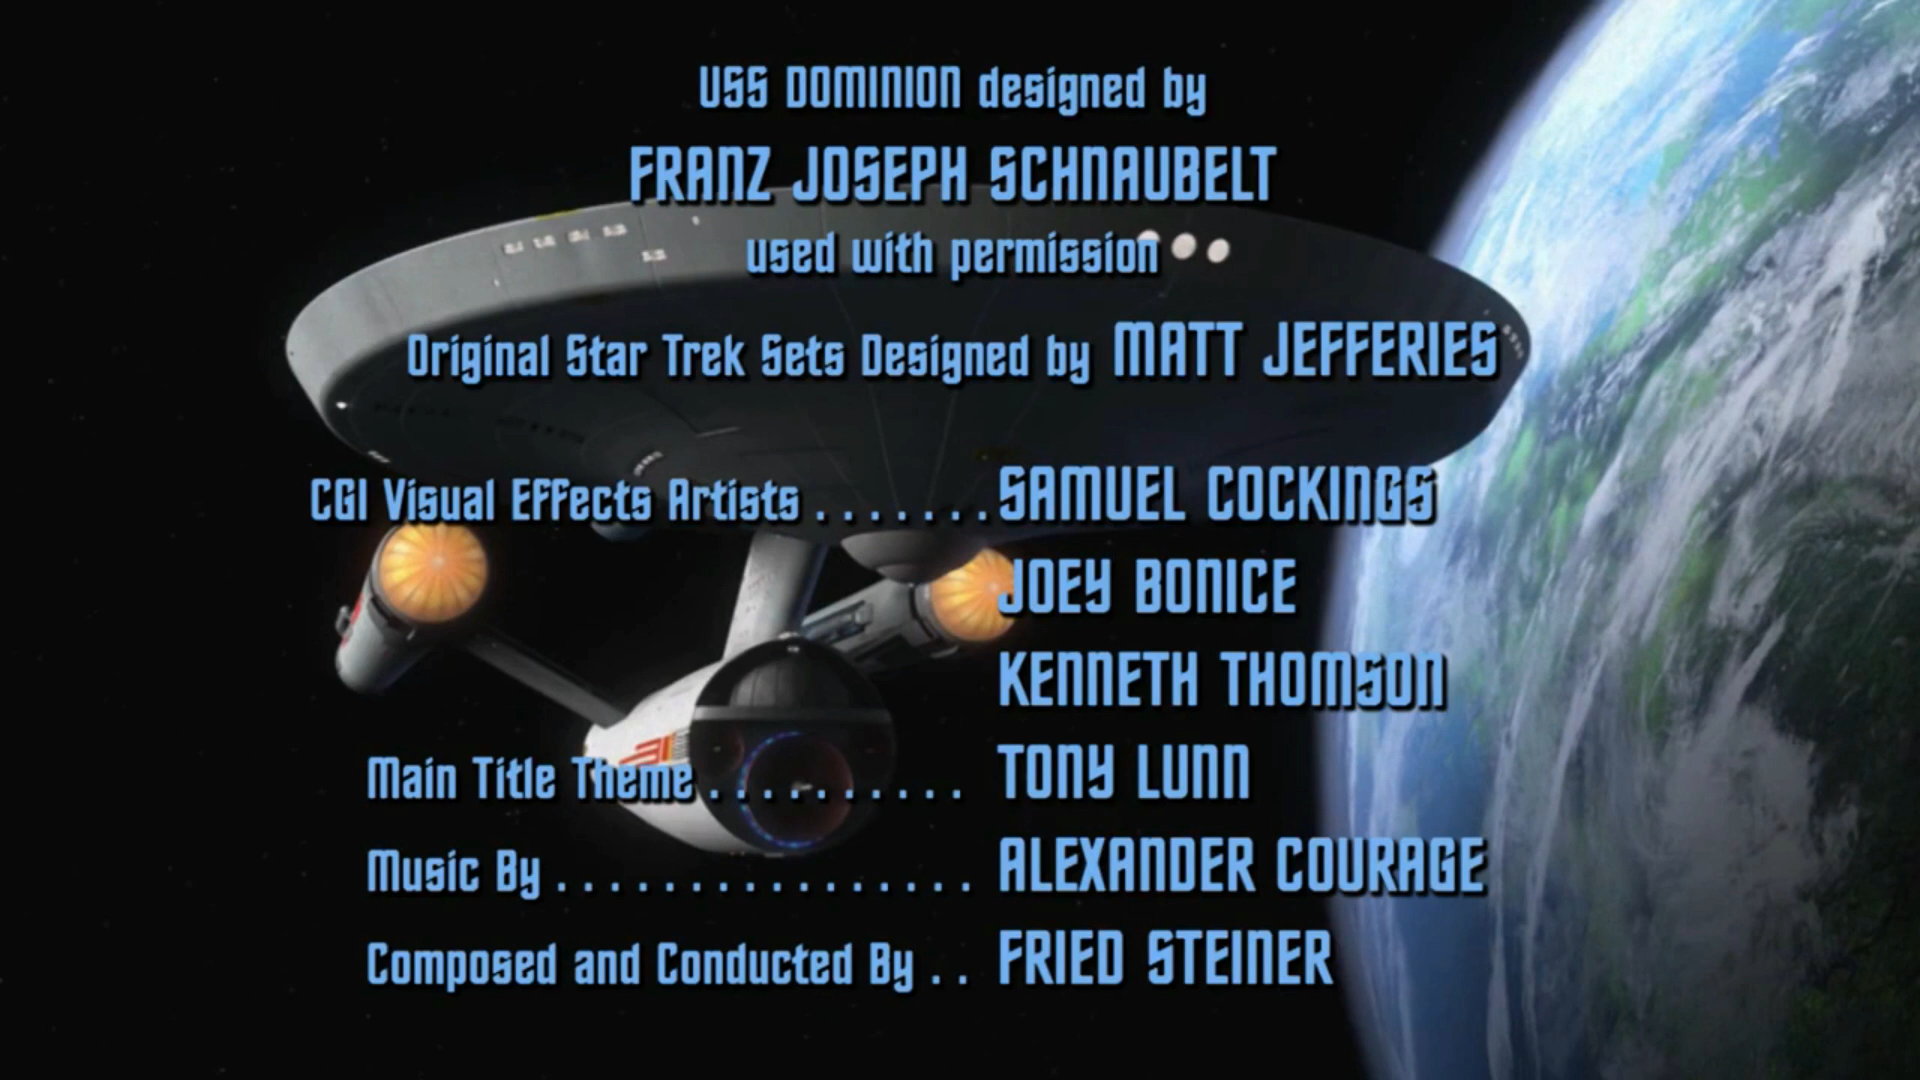 USS DOMINION designed by
FRANZ JOSEPH SCHNAUBELT
used with permission
Original Star Trek Sets Designed by MATT JEFFERIES
CGI Visual Effects Artists . . . . . . . SAMUEL COCKINGS
JOEY BONICE
KENNETH THOMSON
Main Title Theme . . . . . . . . . . TONY LUNN
Music By . . . . . . . . . . . . . . . . ALEXANDER COURAGE
Composed and Conducted By . . FRIED STEINER